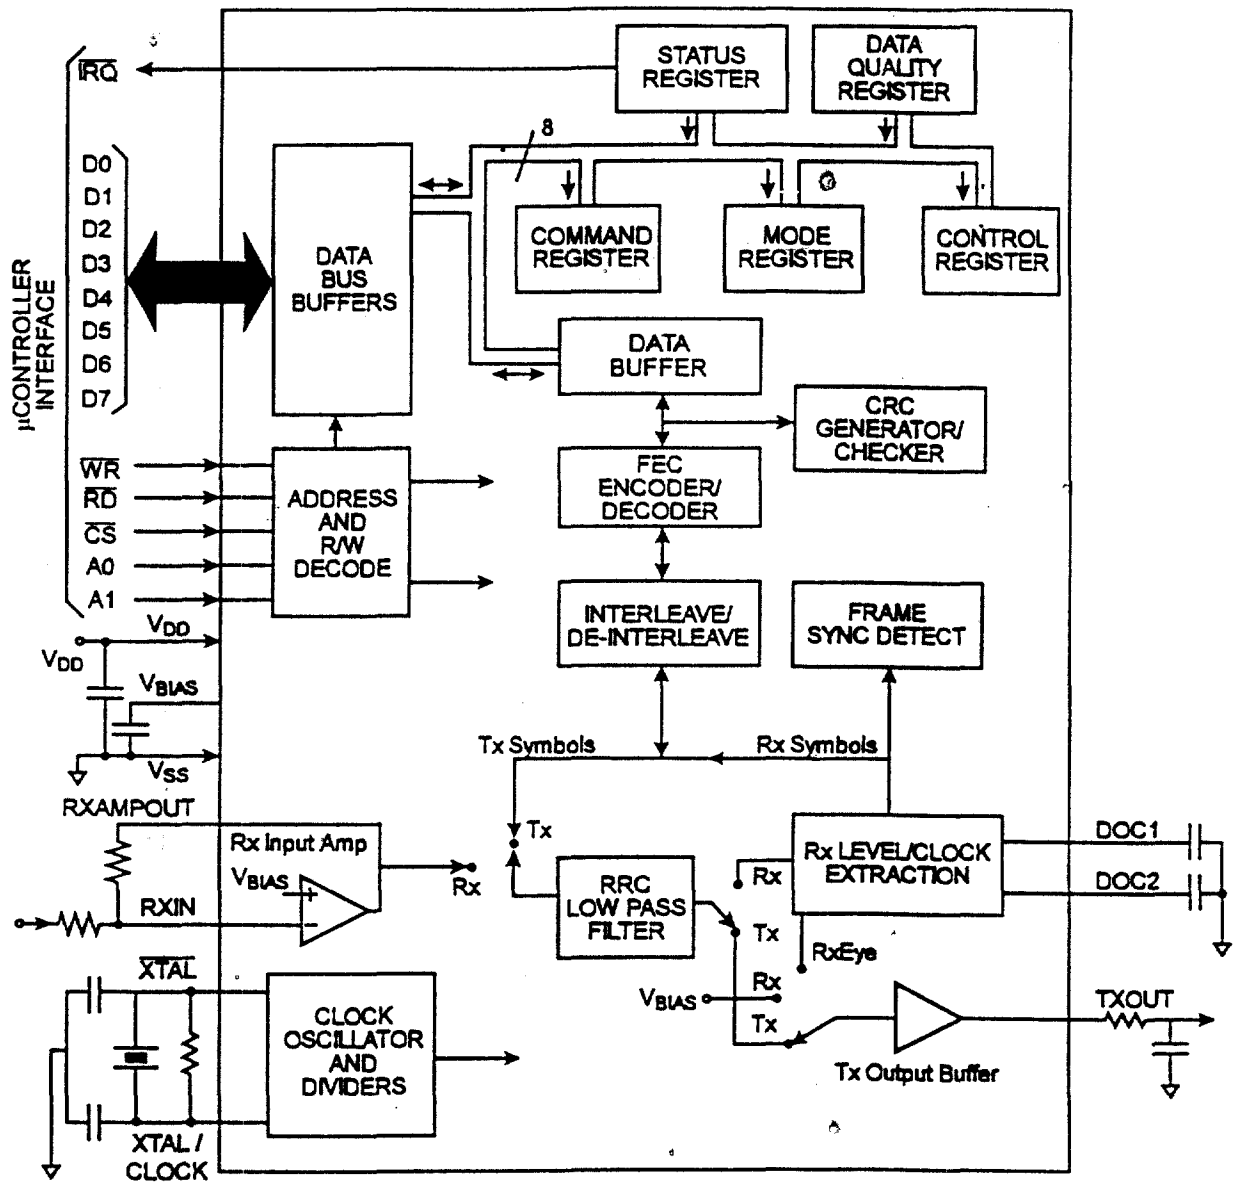 STATUS
REGISTER
DATA
QUALITY
REGISTER
IRQ
8
D0
D1
D2
D3
D4
D5
D6
D7
µCONTROLLER
INTERFACE
DATA
BUS
BUFFERS
COMMAND
REGISTER
MODE
REGISTER
CONTROL
REGISTER
DATA
BUFFER
CRC
GENERATOR/
CHECKER
WR
RD
CS
A0
A1
ADDRESS
AND
R/W
DECODE
FEC
ENCODER/
DECODER
INTERLEAVE/
DE-INTERLEAVE
FRAME
SYNC DETECT
VDD
VDD
VBIAS
VSS
Tx Symbols
Rx Symbols
RXAMPOUT
Rx Input Amp
VBIAS
RXIN
Rx
Tx
RRC
LOW PASS
FILTER
Rx
Tx
Rx LEVEL/CLOCK
EXTRACTION
DOC1
DOC2
RxEye
VBIAS
Rx
Tx
Tx Output Buffer
TXOUT
XTAL
CLOCK
OSCILLATOR
AND
DIVIDERS
XTAL /
CLOCK